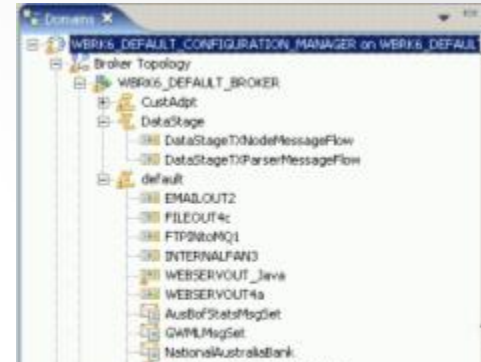 Domains
WBRK6_DEFAULT_CONFIGURATION_MANAGER on WBRK6_DEFAUL
Broker Topology
WBRK6_DEFAULT_BROKER
CustAdpt
DataStage
DataStageTXNodeMessageFlow
DataStageTXParserMessageFlow
default
EMAILOUT2
FILEOUT4c
FTPINtoMQ1
INTERNALFAN3
WEBSERVOUT_Java
WEBSERVOUT4a
AusBofStatsMsgSet
GWMLMsgSet
NationalAustraliaBank